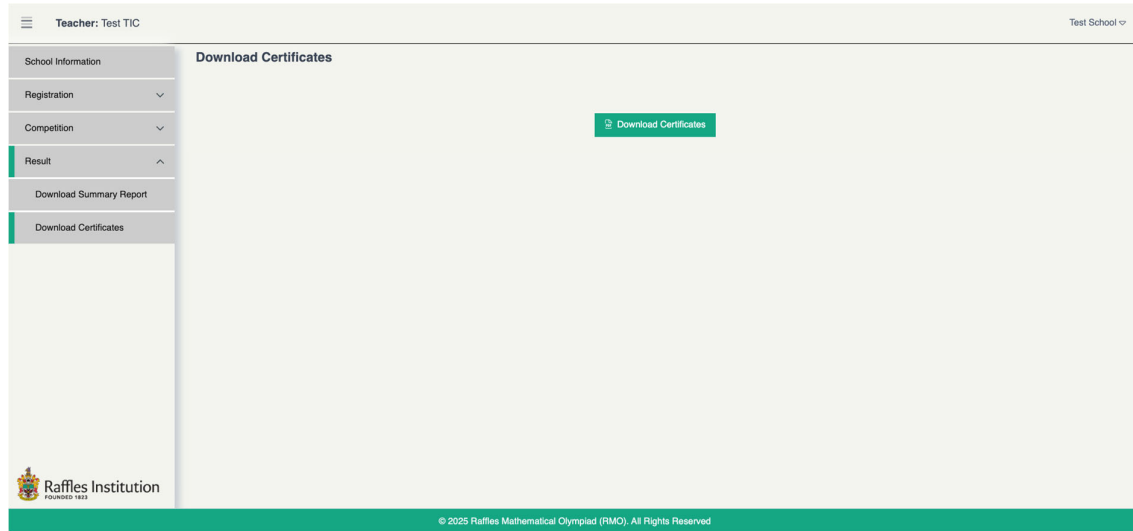 Teacher: Test TIC
Test School
School Information
Registration
Competition
Result
Download Summary Report
Download Certificates
Download Certificates
Download Certificates
Raffles Institution
FOUNDED 1823
© 2025 Raffles Mathematical Olympiad (RMO). All Rights Reserved